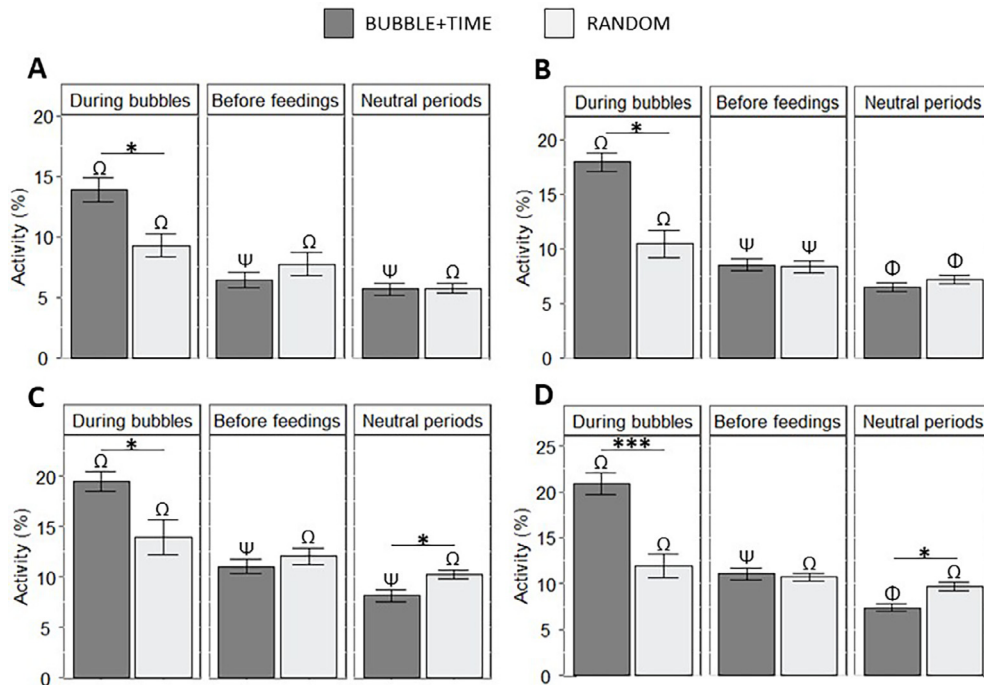 BUBBLE+TIME RANDOM
A
During bubbles Before feedings Neutral periods
Activity (%)
20
15
10
5
0
*
Ω Ω Ψ Ω Ψ Ω
B
During bubbles Before feedings Neutral periods
Activity (%)
20
15
10
5
0
*
Ω Ω Ψ Ψ Φ Φ
C
During bubbles Before feedings Neutral periods
Activity (%)
20
15
10
5
0
* *
Ω Ω Ψ Ω Ψ Ω
D
During bubbles Before feedings Neutral periods
Activity (%)
25
20
15
10
5
0
*** *
Ω Ω Ψ Ω Φ Ω